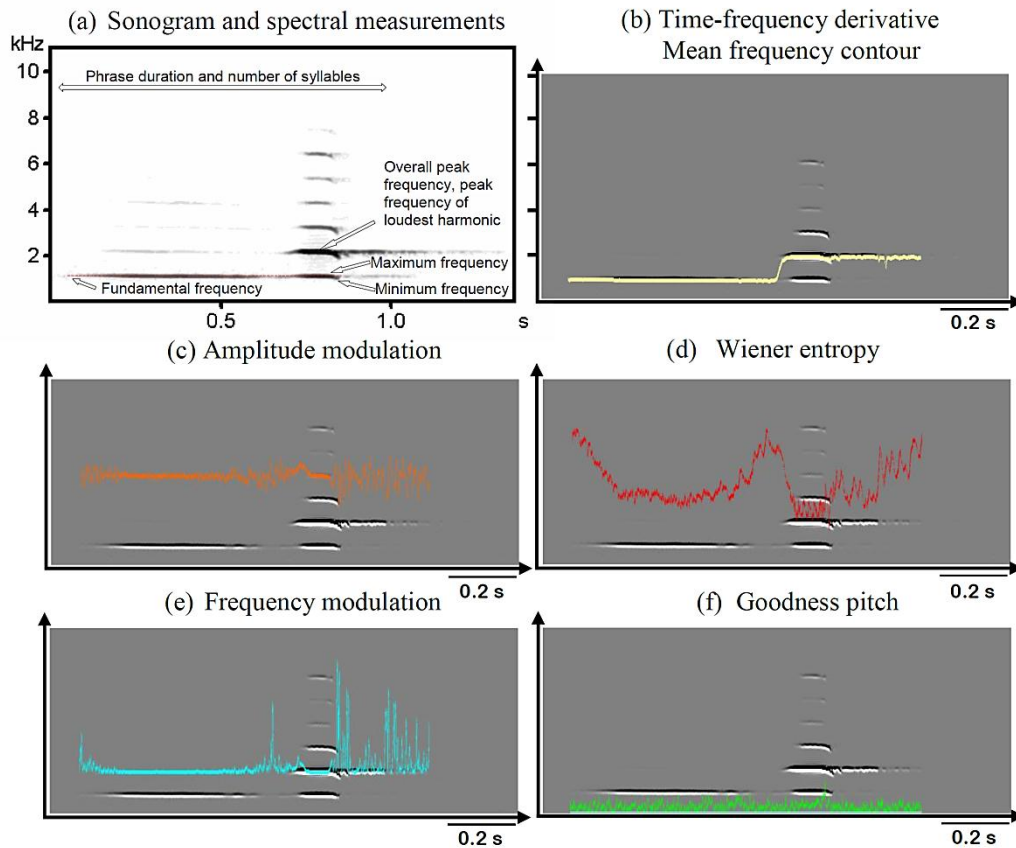 (a) Sonogram and spectral measurements
kHz
10
8
6
4
2
Phrase duration and number of syllables
Overall peak
frequency, peak
frequency of
loudest harmonic
Maximum frequency
Fundamental frequency
Minimum frequency
0.5
1.0
s
(b) Time-frequency derivative
Mean frequency contour
0.2 s
(c) Amplitude modulation
0.2 s
(d) Wiener entropy
0.2 s
(e) Frequency modulation
0.2 s
(f) Goodness pitch
0.2 s